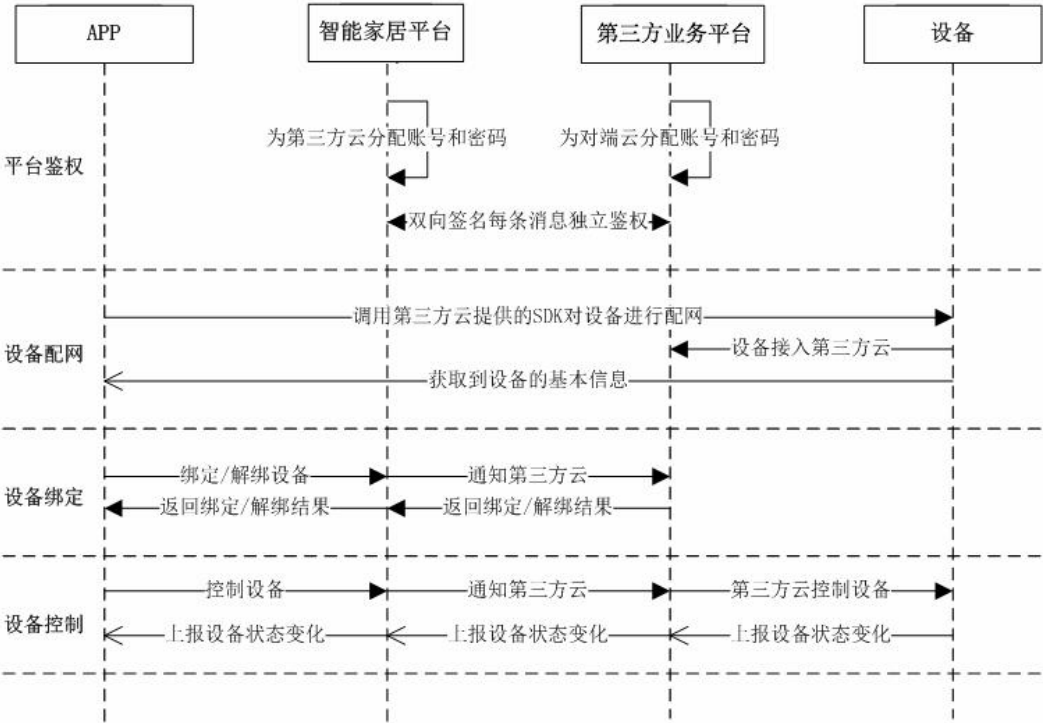 APP
智能家居平台
第三方业务平台
设备
为第三方云分配账号和密码
为对端云分配账号和密码
平台鉴权
双向签名每条消息独立鉴权
调用第三方云提供的SDK对设备进行配网
设备配网
设备接入第三方云
获取到设备的基本信息
绑定/解绑设备
通知第三方云
设备绑定
返回绑定/解绑结果
返回绑定/解绑结果
控制设备
通知第三方云
第三方云控制设备
设备控制
上报设备状态变化
上报设备状态变化
上报设备状态变化